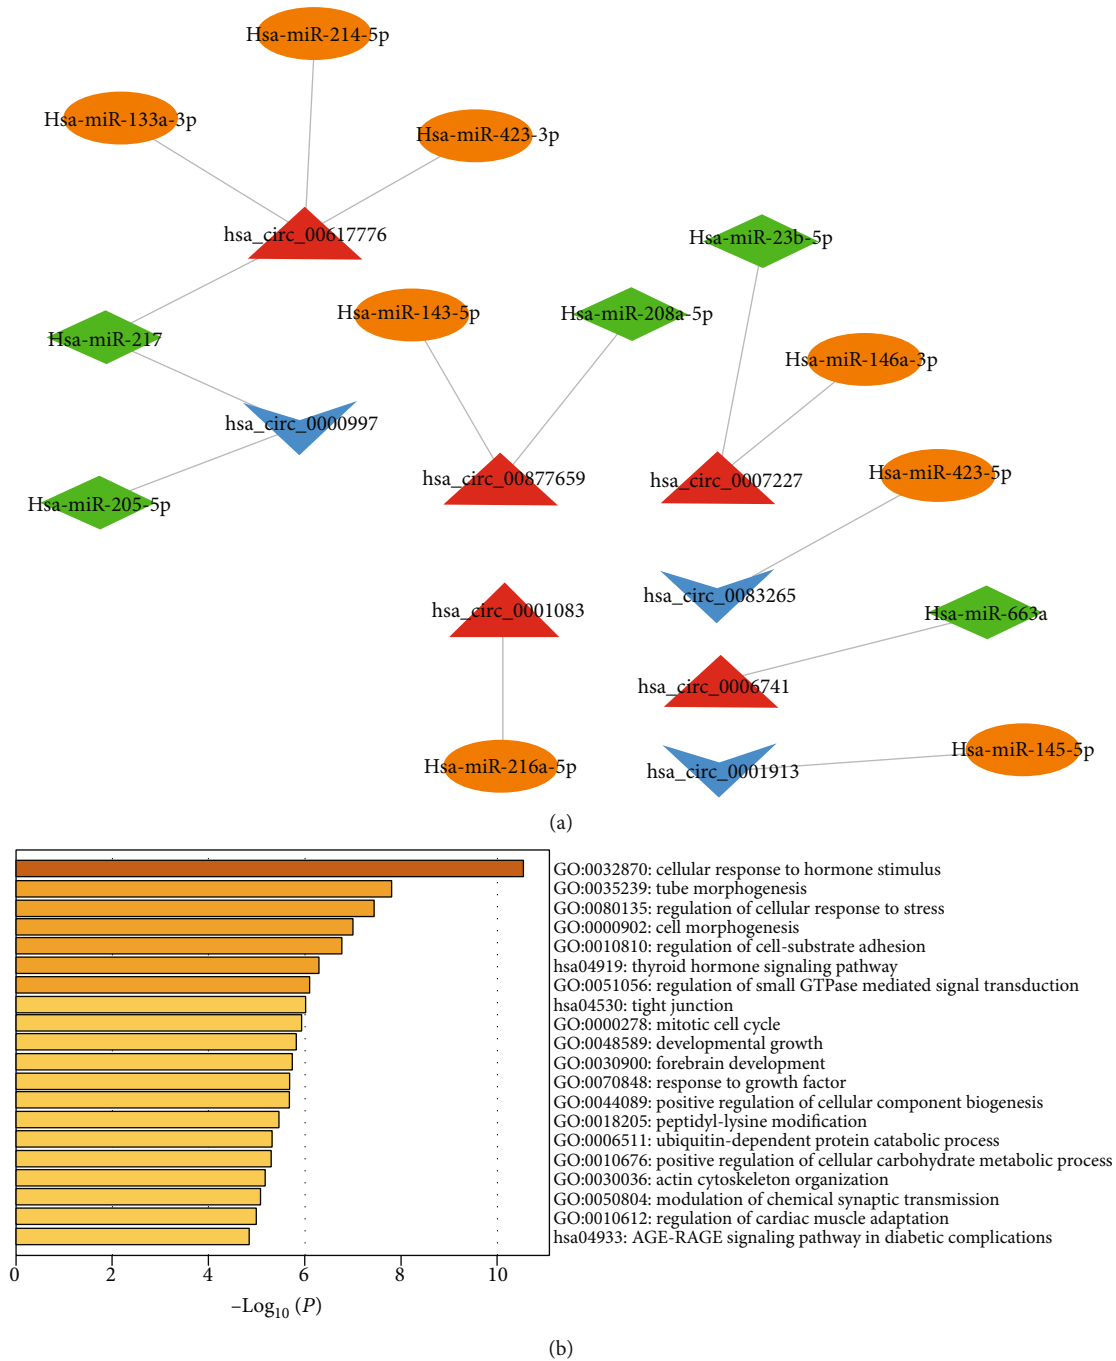 Hsa-miR-214-5p
Hsa-miR-133a-3p
Hsa-miR-423-3p
hsa_circ_00617776
Hsa-miR-23b-5p
Hsa-miR-143-5p
Hsa-miR-208a-5p
Hsa-miR-217
Hsa-miR-146a-3p
hsa_circ_0000997
Hsa-miR-423-5p
hsa_circ_00877659
hsa_circ_0007227
Hsa-miR-205-5p
hsa_circ_0083265
hsa_circ_0001083
Hsa-miR-663a
hsa_circ_0006741
Hsa-miR-145-5p
Hsa-miR-216a-5p
hsa_circ_0001913
(a)
GO:0032870: cellular response to hormone stimulus
GO:0035239: tube morphogenesis
GO:0080135: regulation of cellular response to stress
GO:0000902: cell morphogenesis
GO:0010810: regulation of cell-substrate adhesion
hsa04919: thyroid hormone signaling pathway
GO:0051056: regulation of small GTPase mediated signal transduction
hsa04530: tight junction
GO:0000278: mitotic cell cycle
GO:0048589: developmental growth
GO:0030900: forebrain development
GO:0070848: response to growth factor
GO:0044089: positive regulation of cellular component biogenesis
GO:0018205: peptidyl-lysine modification
GO:0006511: ubiquitin-dependent protein catabolic process
GO:0010676: positive regulation of cellular carbohydrate metabolic process
GO:0030036: actin cytoskeleton organization
GO:0050804: modulation of chemical synaptic transmission
GO:0010612: regulation of cardiac muscle adaptation
hsa04933: AGE-RAGE signaling pathway in diabetic complications
0 2 4 6 8 10
–Log10 (P)
(b)